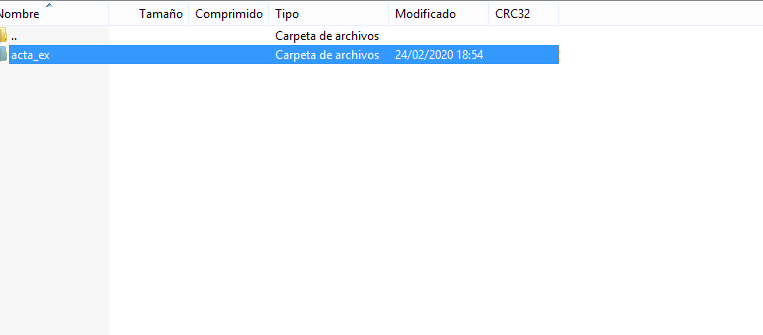 Nombre Tamaño Comprimido Tipo Modificado CRC32
.. Carpeta de archivos
acta_ex Carpeta de archivos 24/02/2020 18:54